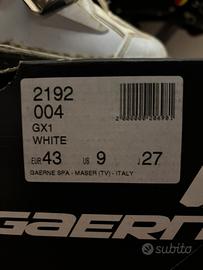 2192
004
GX1
WHITE
EUR 43 US 9 J 27
GAERNE SPA - MASER (TV) - ITALY
GAERN
subito